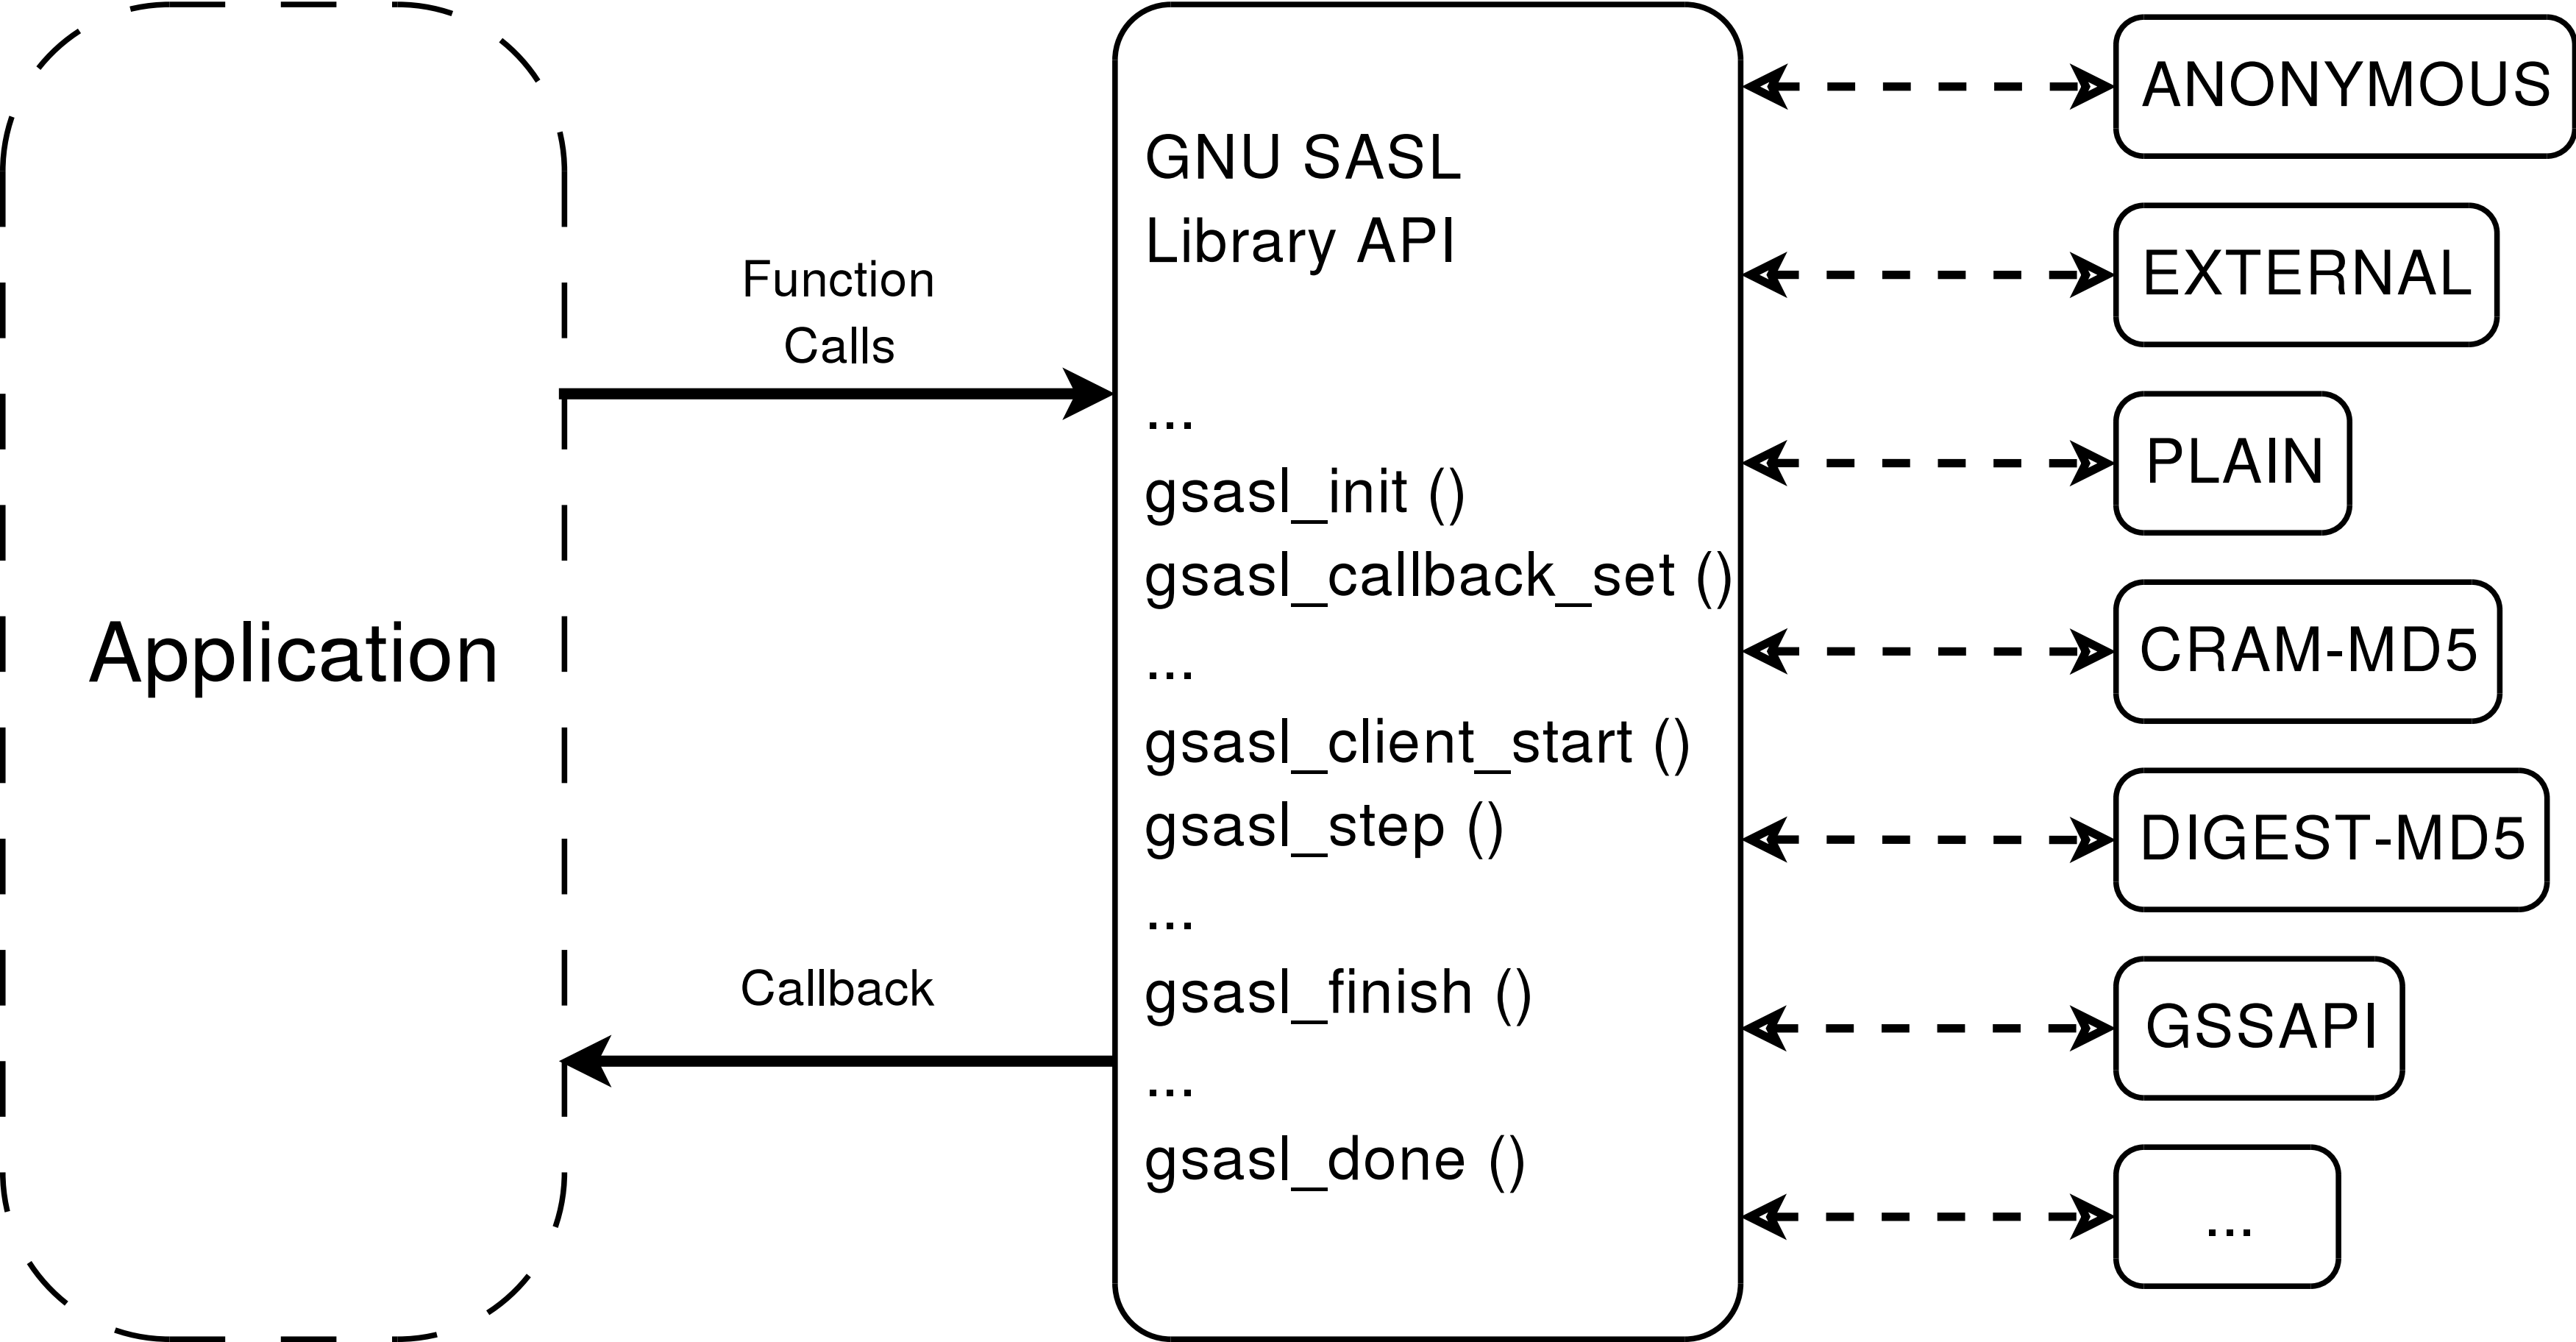 Application
Function
Calls
Callback
GNU SASL
Library API
...
gsasl_init ()
gsasl_callback_set ()
...
gsasl_client_start ()
gsasl_step ()
...
gsasl_finish ()
...
gsasl_done ()
ANONYMOUS
EXTERNAL
PLAIN
CRAM-MD5
DIGEST-MD5
GSSAPI
...